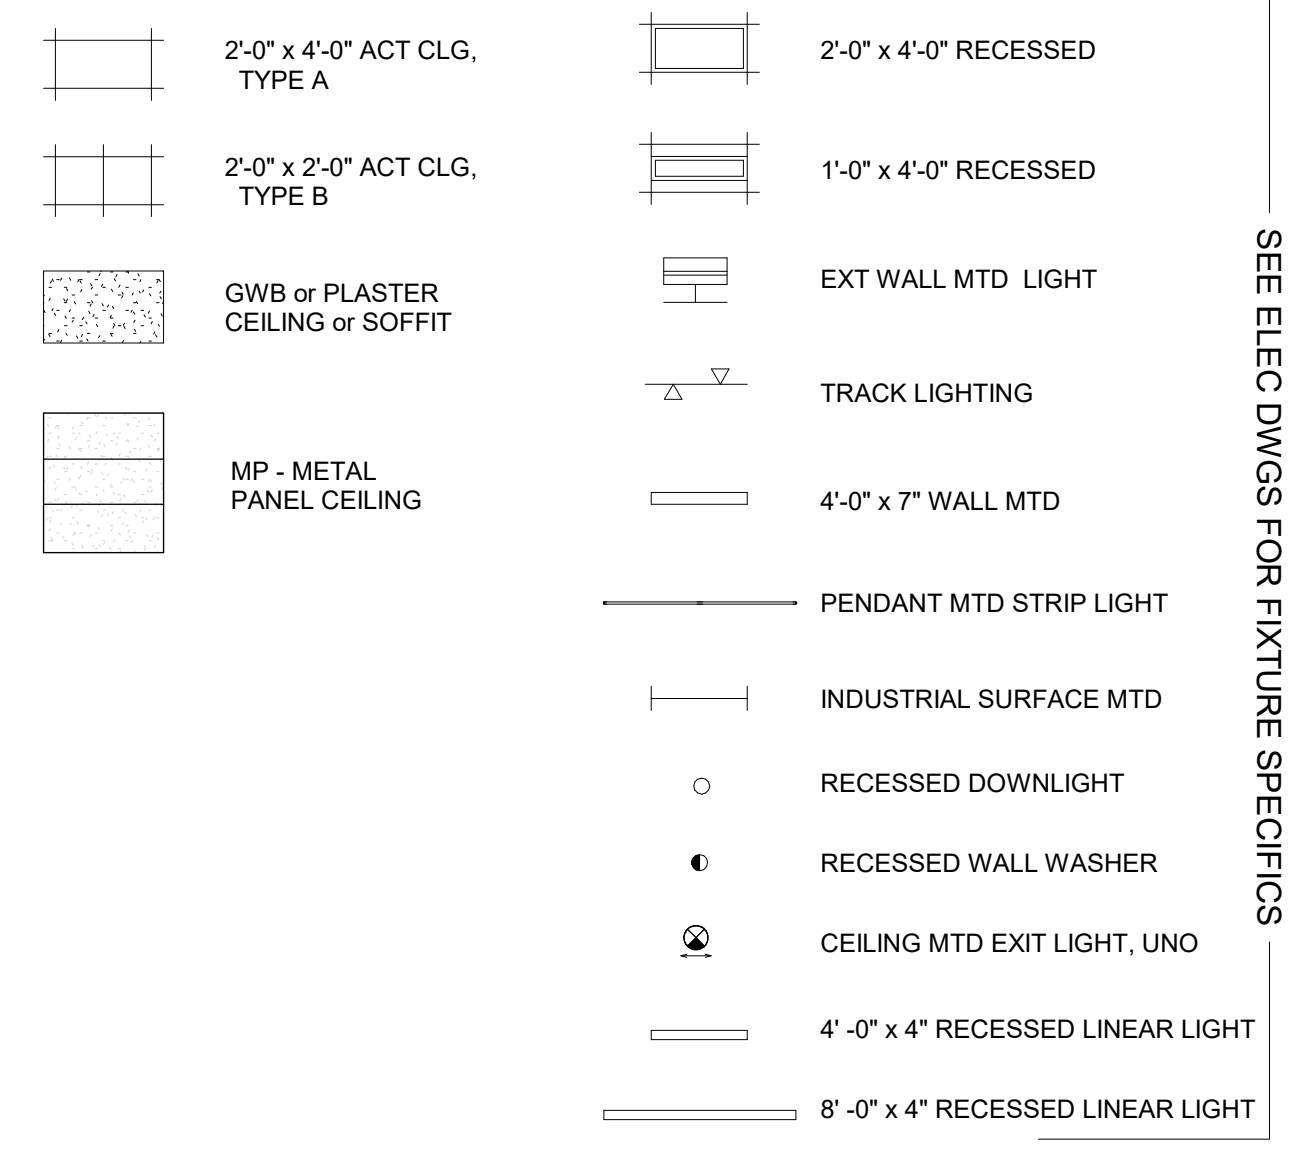 2'-0" x 4'-0" ACT CLG,
TYPE A
2'-0" x 2'-0" ACT CLG,
TYPE B
GWB or PLASTER
CEILING or SOFFIT
MP - METAL
PANEL CEILING
2'-0" x 4'-0" RECESSED
1'-0" x 4'-0" RECESSED
EXT WALL MTD  LIGHT
TRACK LIGHTING
4'-0" x 7" WALL MTD
PENDANT MTD STRIP LIGHT
INDUSTRIAL SURFACE MTD
RECESSED DOWNLIGHT
RECESSED WALL WASHER
CEILING MTD EXIT LIGHT, UNO
4' -0" x 4" RECESSED LINEAR LIGHT
8' -0" x 4" RECESSED LINEAR LIGHT
SEE ELEC DWGS FOR FIXTURE SPECIFICS